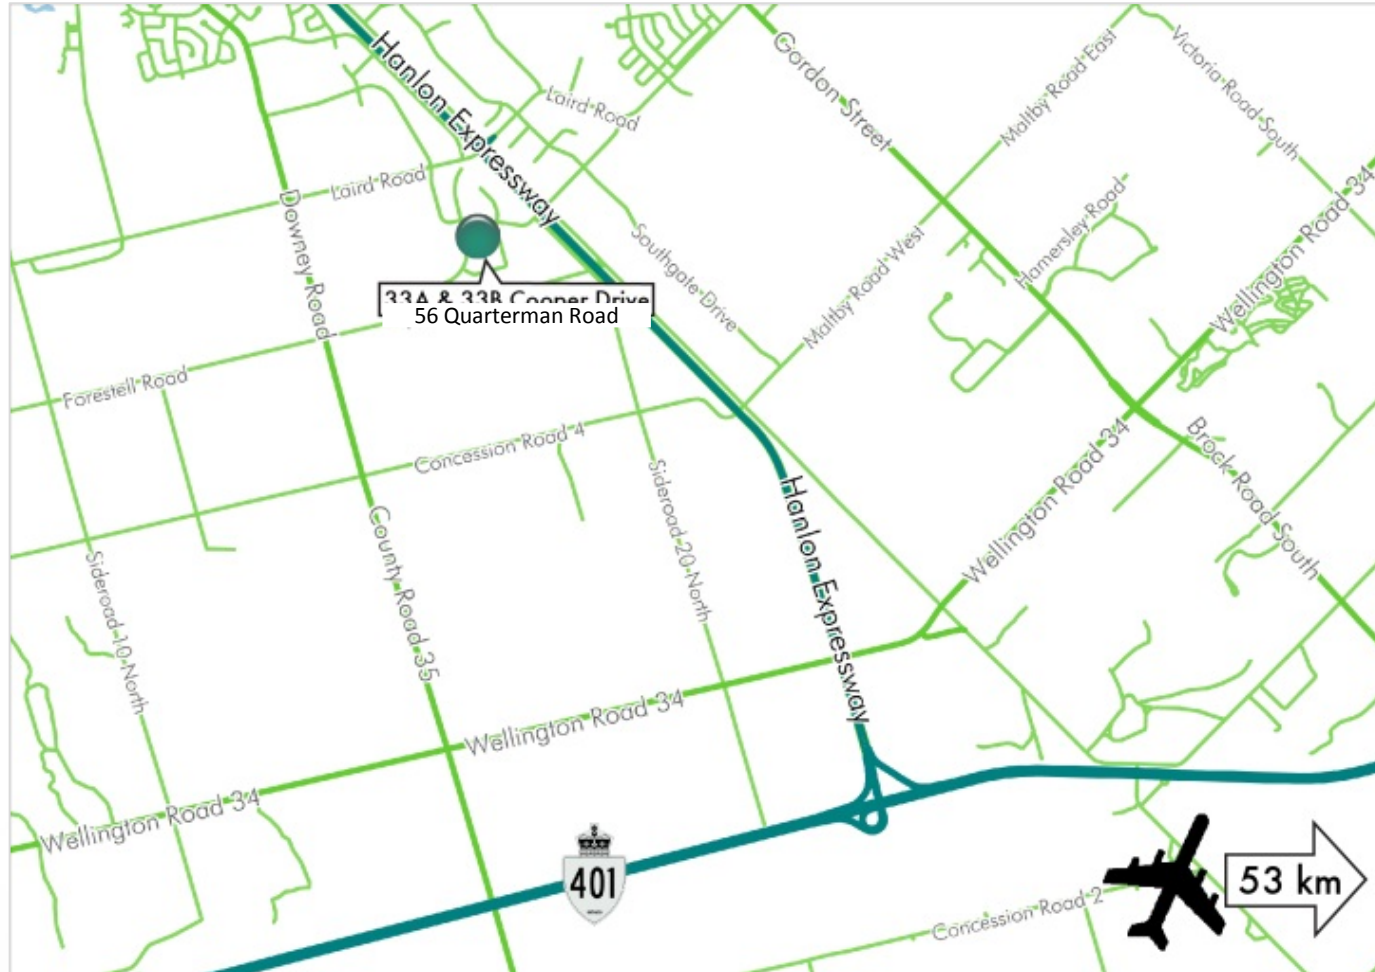 Hanlon Expressway
Gordon Street
Maltby Road East
Victoria Road South
Laird Road
Laird Road
Downey Road
Southgate Drive
Maltby Road West
Hamersley Road
Wellington Road 34
33A & 33B Cooper Drive
56 Quarterman Road
Forestell Road
Concession Road 4
Sideroad 20 North
Hanlon Expressway
Wellington Road 34
Brock Road South
Sideroad 10 North
County Road 35
Wellington Road 34
Wellington Road 34
401
53 km
Concession Road 2